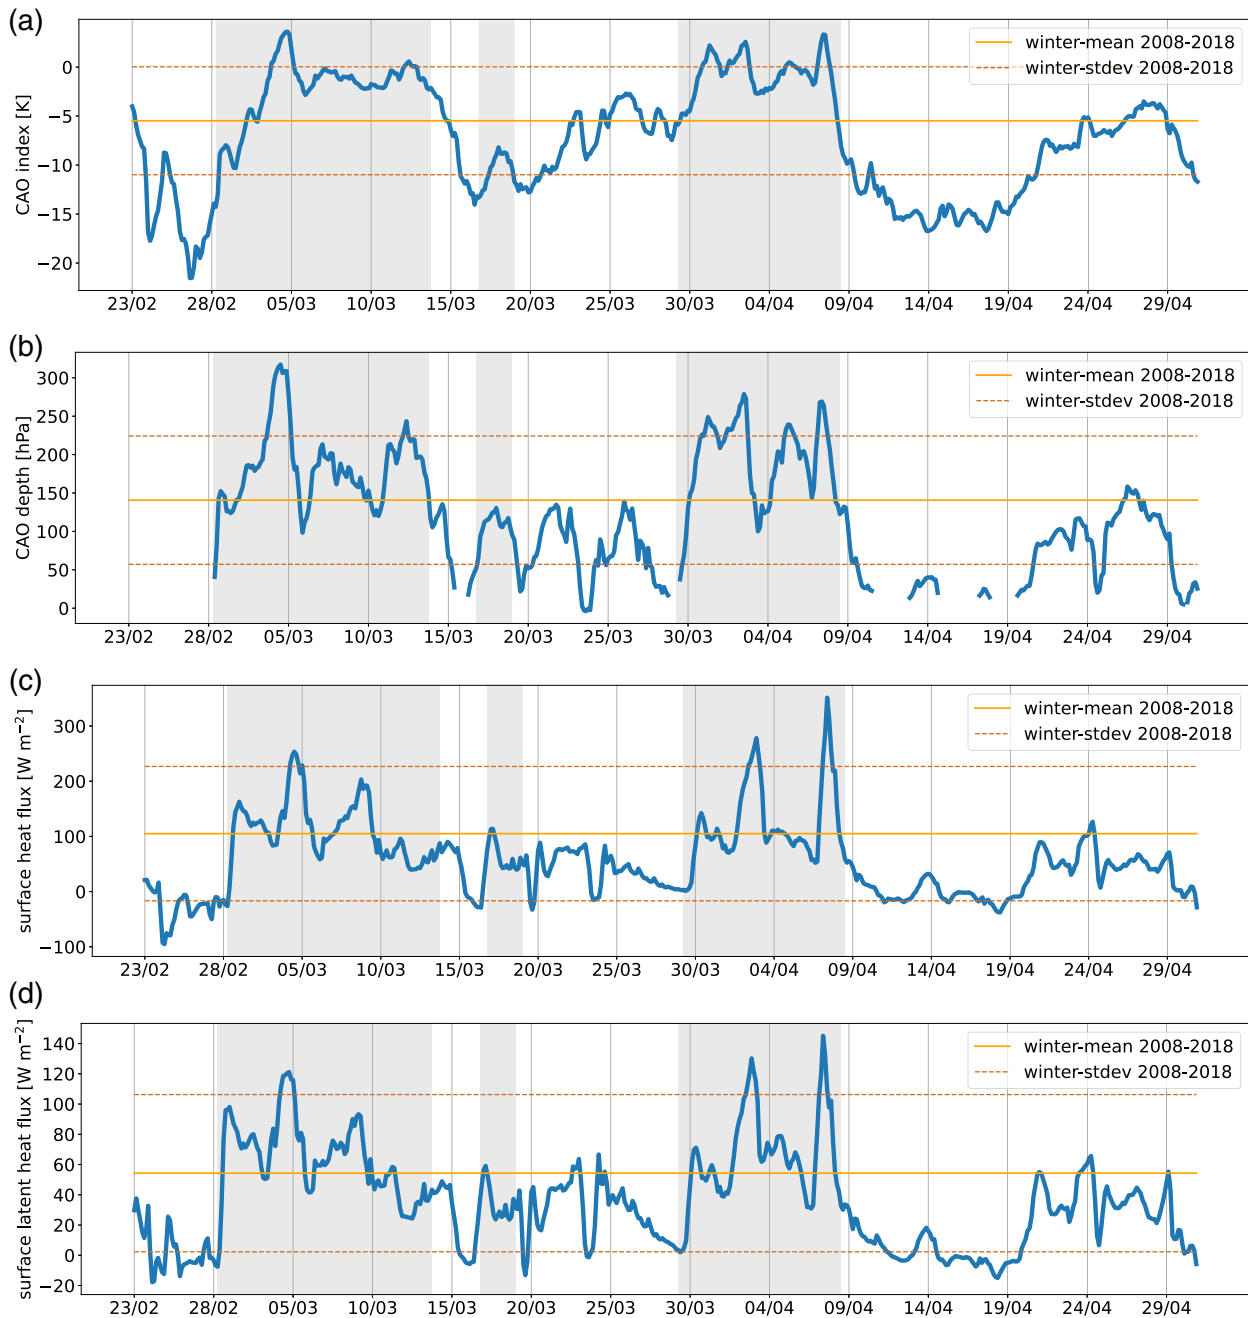 (a)
CAO index [K]
0
−5
−10
−15
−20
winter-mean 2008-2018
winter-stdev 2008-2018
23/02 28/02 05/03 10/03 15/03 20/03 25/03 30/03 04/04 09/04 14/04 19/04 24/04 29/04
(b)
CAO depth [hPa]
300
250
200
150
100
50
0
winter-mean 2008-2018
winter-stdev 2008-2018
23/02 28/02 05/03 10/03 15/03 20/03 25/03 30/03 04/04 09/04 14/04 19/04 24/04 29/04
(c)
surface heat flux [W m−2]
300
200
100
0
−100
winter-mean 2008-2018
winter-stdev 2008-2018
23/02 28/02 05/03 10/03 15/03 20/03 25/03 30/03 04/04 09/04 14/04 19/04 24/04 29/04
(d)
surface latent heat flux [W m−2]
140
120
100
80
60
40
20
0
−20
winter-mean 2008-2018
winter-stdev 2008-2018
23/02 28/02 05/03 10/03 15/03 20/03 25/03 30/03 04/04 09/04 14/04 19/04 24/04 29/04